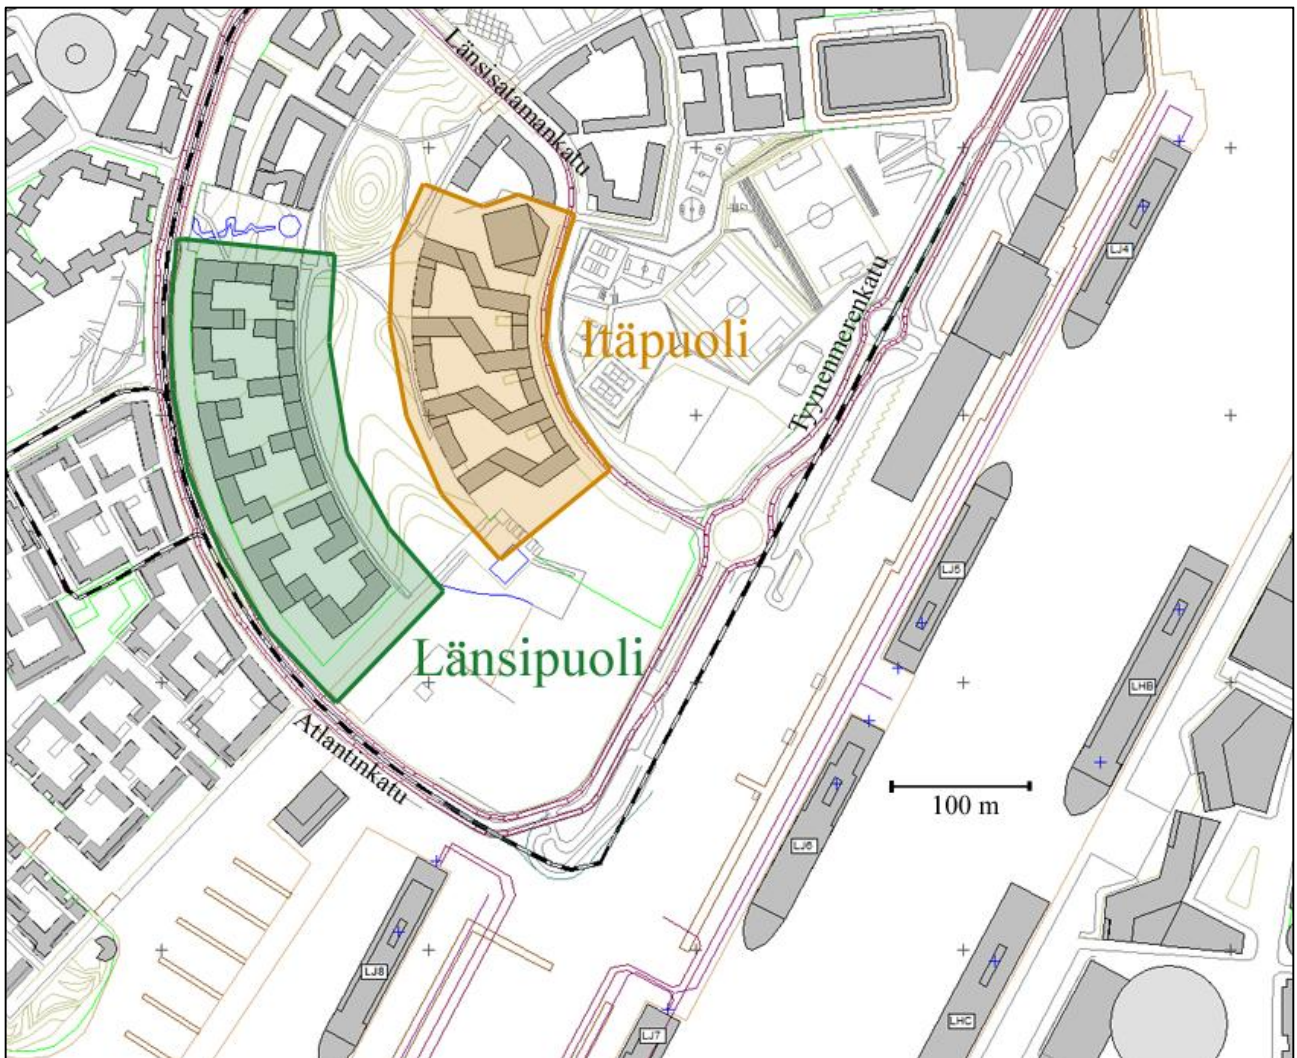 Länsisatamankatu
LJ4
Itäpuoli
Tyynenmerenkatu
LJ5
Länsipuoli
LHB
Atlantinkatu
100 m
LJ6
LJ8
LHC
LJ7